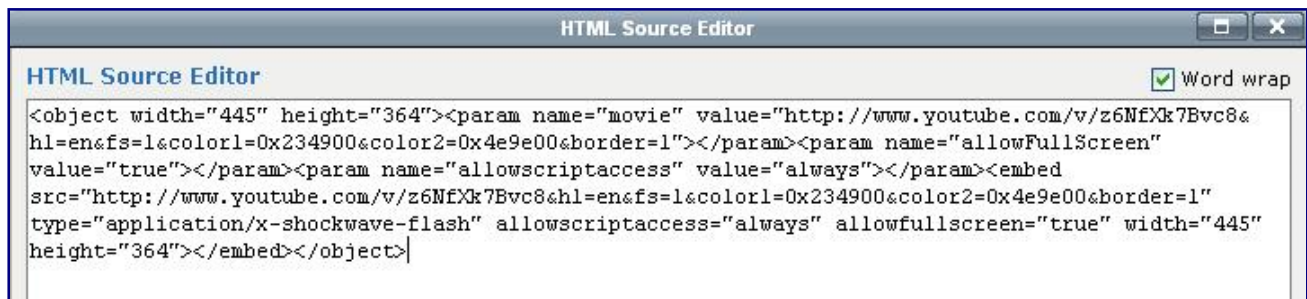 HTML Source Editor
HTML Source Editor
Word wrap
<object width="445" height="364"><param name="movie" value="http://www.youtube.com/v/z6NfXk7Bvc8&
hl=en&fs=1&color1=0x234900&color2=0x4e9e00&border=1"></param><param name="allowFullScreen"
value="true"></param><param name="allowscriptaccess" value="always"></param><embed
src="http://www.youtube.com/v/z6NfXk7Bvc8&hl=en&fs=1&color1=0x234900&color2=0x4e9e00&border=1"
type="application/x-shockwave-flash" allowscriptaccess="always" allowfullscreen="true" width="445"
height="364"></embed></object>